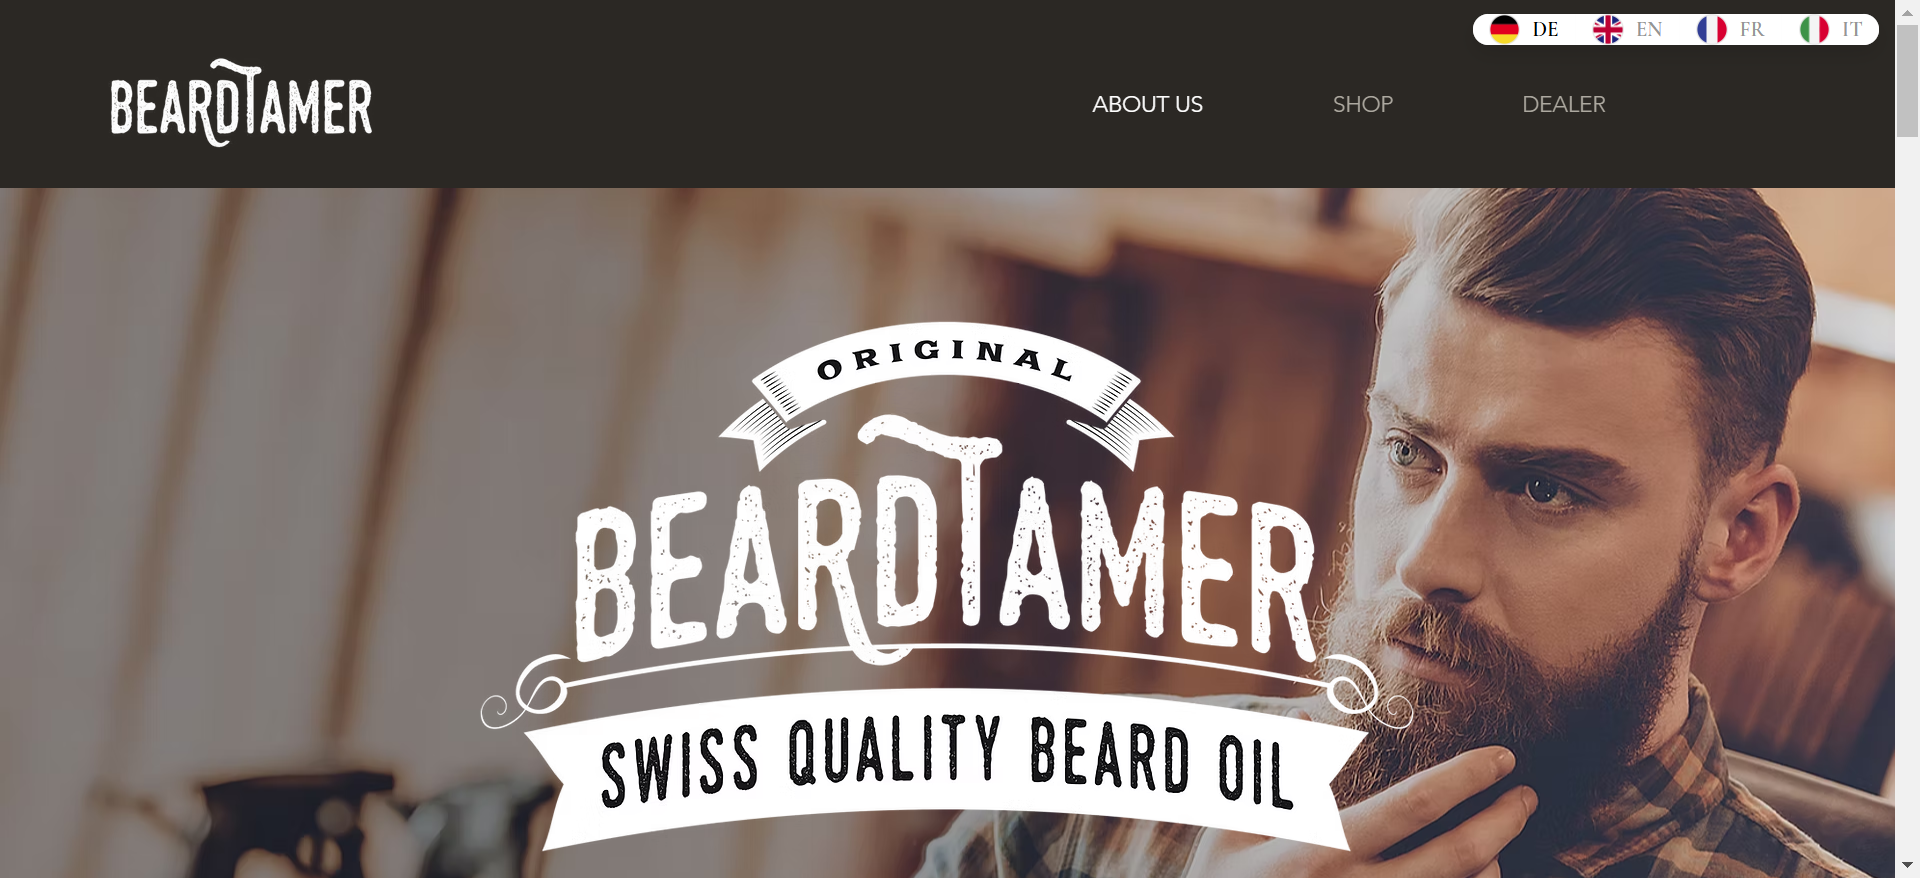 DE EN FR IT
BEARDTAMER
ABOUT US SHOP DEALER
ORIGINAL
BEARDTAMER
SWISS QUALITY BEARD OIL